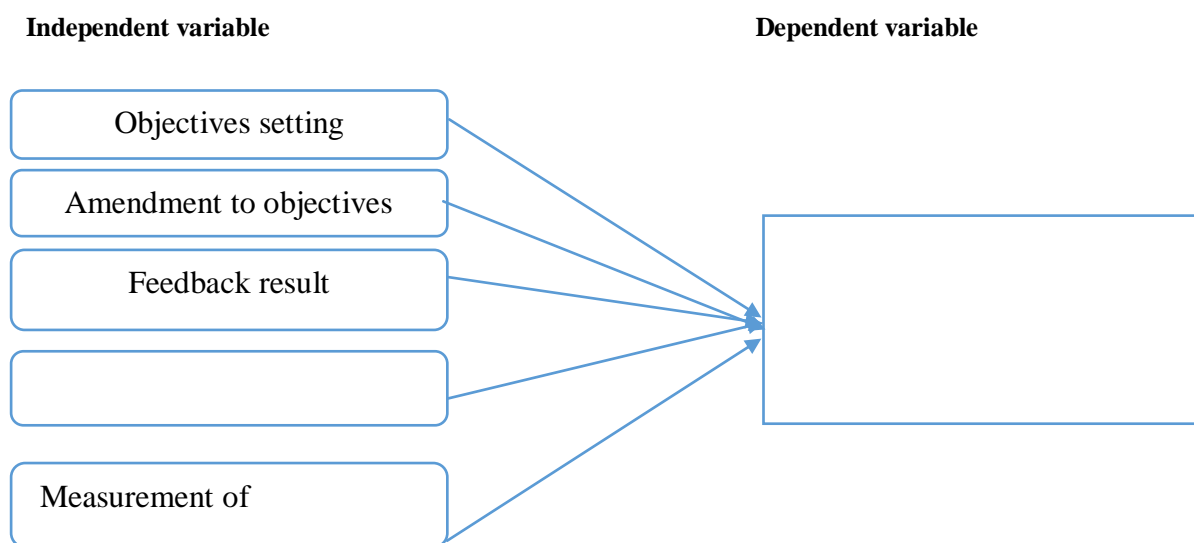 Independent variable
Dependent variable
Objectives setting
Amendment to objectives
Feedback result
Measurement of